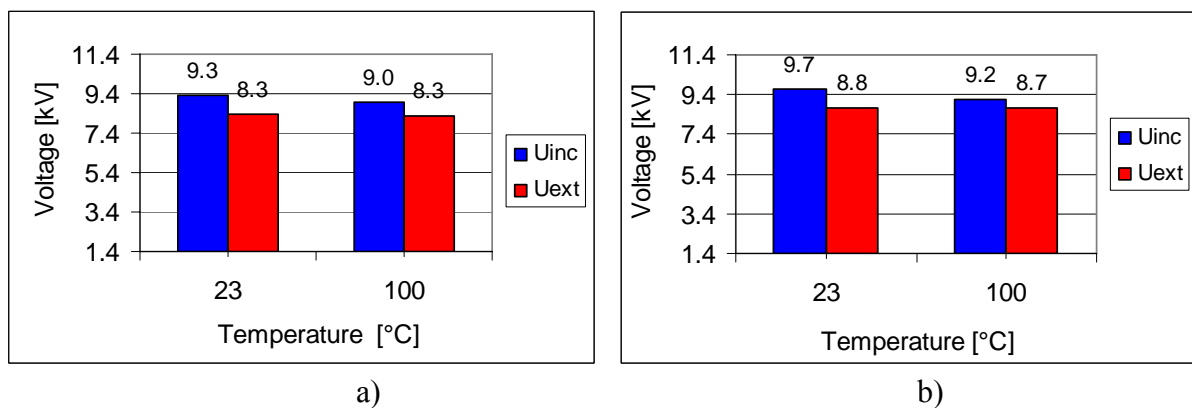 11.4
9.4
7.4
5.4
3.4
1.4
Voltage [kV]
9.3
8.3
9.0
8.3
23
100
Temperature [°C]
Uinc
Uext
a)
11.4
9.4
7.4
5.4
3.4
1.4
Voltage [kV]
9.7
8.8
9.2
8.7
23
100
Temperature [°C]
Uinc
Uext
b)